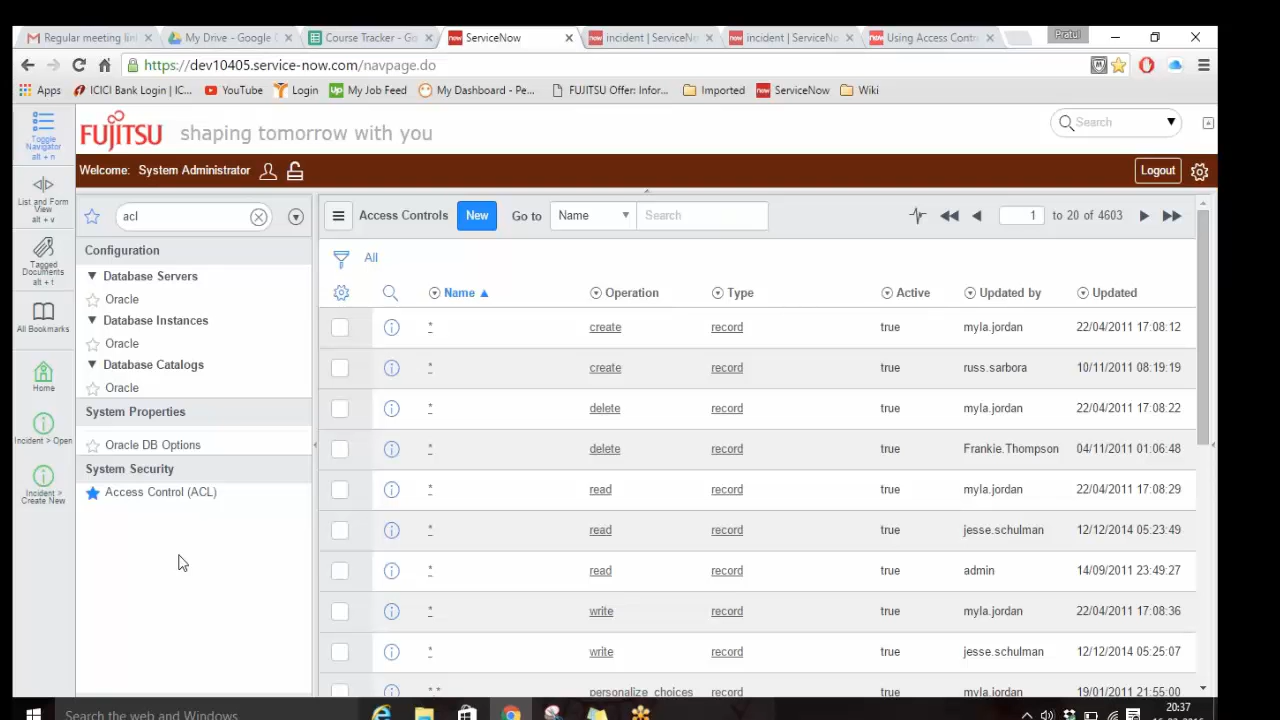 Regular meeting lin
My Drive - Google
Course Tracker - Go
now ServiceNow
now incident | ServiceNe
now incident | ServiceNo
now Using Access Contr
Pratul
https://dev10405.service-now.com/navpage.do
Apps
ICICI Bank Login | IC...
YouTube
Login
Up My Job Feed
My Dashboard - Pe...
FUJITSU Offer: Infor...
Imported
now ServiceNow
Wiki
FUJITSU shaping tomorrow with you
Search
Welcome: System Administrator
Logout
Toggle
Navigator
alt + n
List and Form
View
alt + v
Tagged
Documents
alt + t
All Bookmarks
Home
Incident > Open
Incident >
Create New
acl
Configuration
Database Servers
Oracle
Database Instances
Oracle
Database Catalogs
Oracle
System Properties
Oracle DB Options
System Security
Access Control (ACL)
Access Controls New Go to Name Search 1 to 20 of 4603
All
Name Operation Type Active Updated by Updated
* create record true myla.jordan 22/04/2011 17:08:12
* create record true russ.sarbora 10/11/2011 08:19:19
* delete record true myla.jordan 22/04/2011 17:08:22
* delete record true Frankie.Thompson 04/11/2011 01:06:48
* read record true myla.jordan 22/04/2011 17:08:29
* read record true jesse.schulman 12/12/2014 05:23:49
* read record true admin 14/09/2011 23:49:27
* write record true myla.jordan 22/04/2011 17:08:36
* write record true jesse.schulman 12/12/2014 05:25:07
*.* personalize_choices record true myla.jordan 19/01/2011 21:55:00
Search the web and Windows
20:37